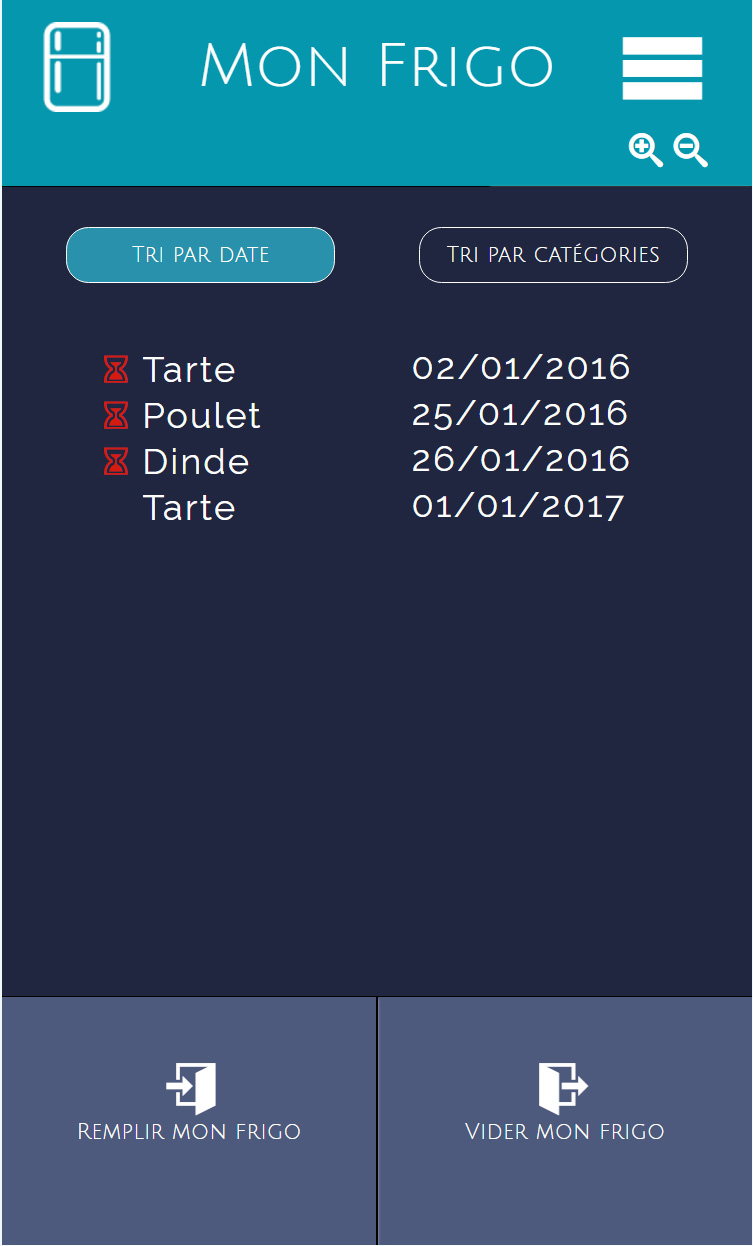 Mon Frigo
Tri par date
Tri par catégories
Tarte 02/01/2016
Poulet 25/01/2016
Dinde 26/01/2016
Tarte 01/01/2017
Remplir mon frigo
Vider mon frigo